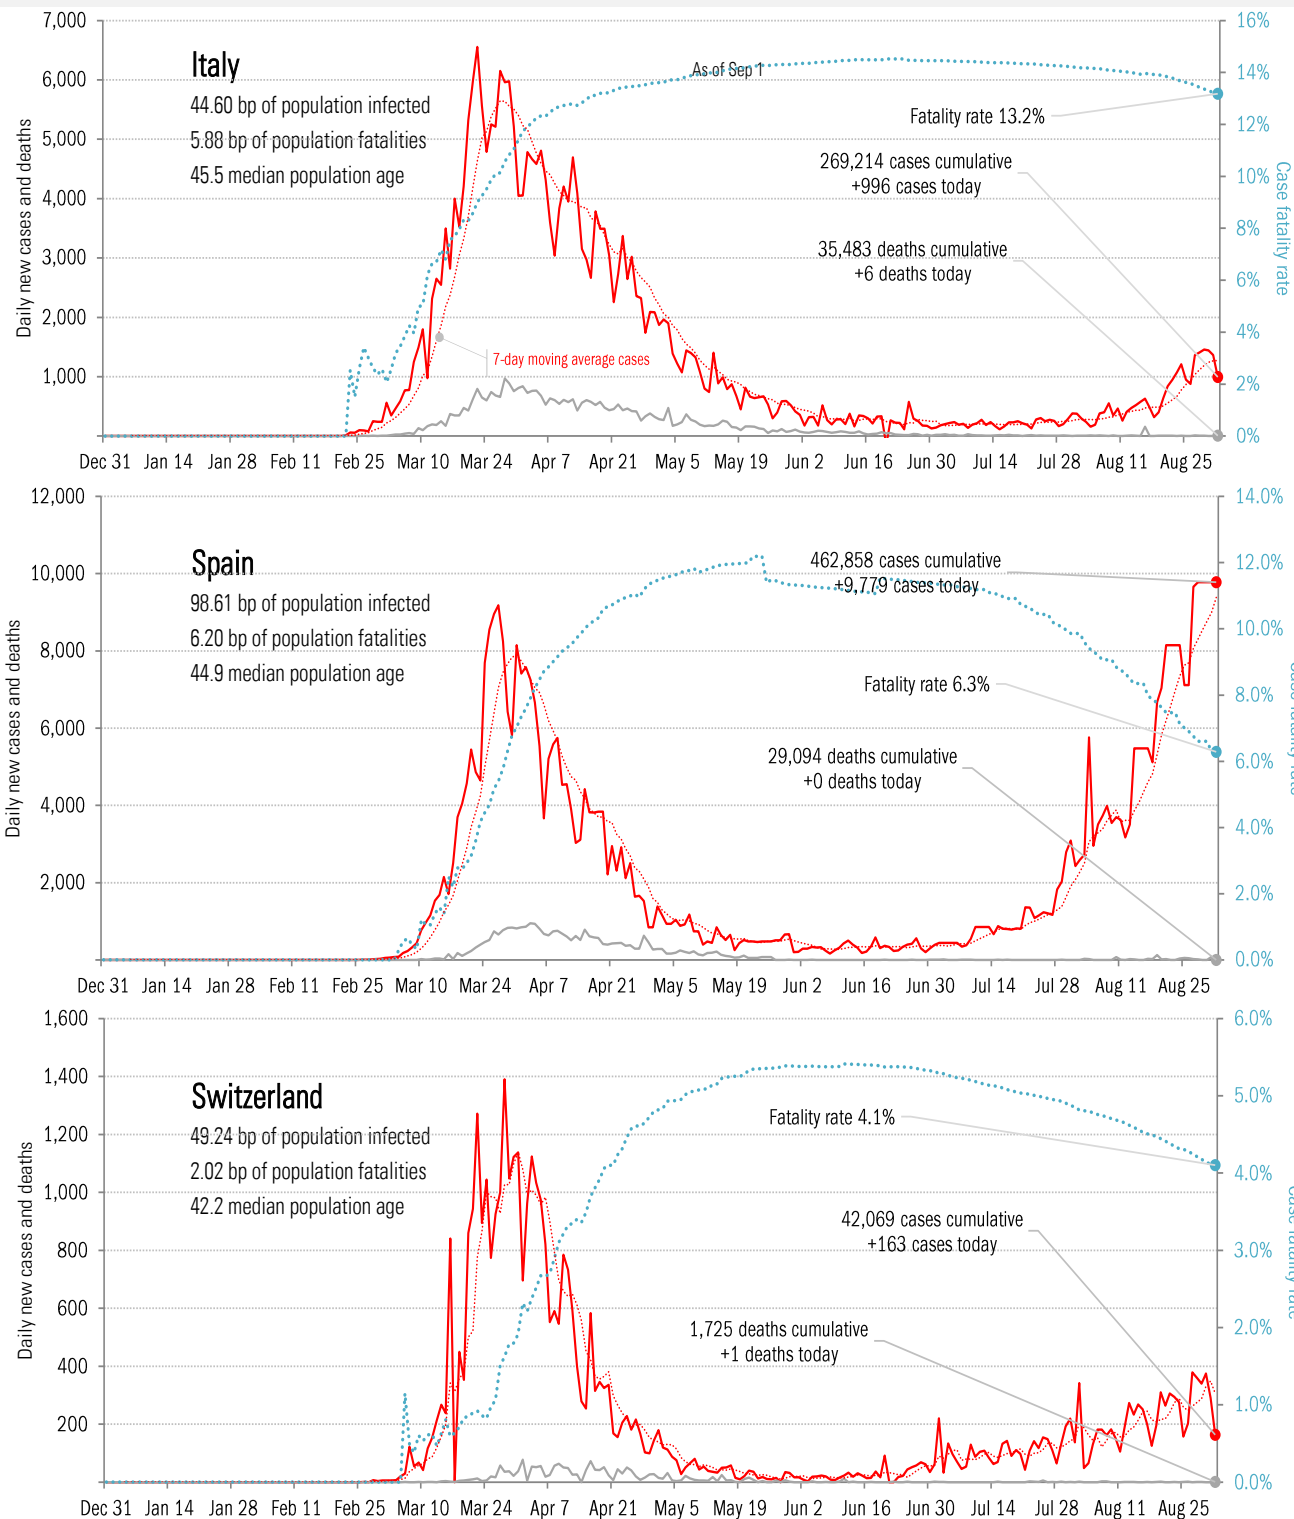 7,000
6,000
5,000
4,000
3,000
2,000
1,000
Daily new cases and deaths
Italy
44.60 bp of population infected
5.88 bp of population fatalities
45.5 median population age
As of Sep 1
Fatality rate 13.2%
269,214 cases cumulative
+996 cases today
35,483 deaths cumulative
+6 deaths today
7-day moving average cases
16%
14%
12%
10%
8%
6%
4%
2%
0%
Case fatality rate
Dec 31 Jan 14 Jan 28 Feb 11 Feb 25 Mar 10 Mar 24 Apr 7 Apr 21 May 5 May 19 Jun 2 Jun 16 Jun 30 Jul 14 Jul 28 Aug 11 Aug 25
12,000
10,000
8,000
6,000
4,000
2,000
Daily new cases and deaths
Spain
98.61 bp of population infected
6.20 bp of population fatalities
44.9 median population age
462,858 cases cumulative
+9,779 cases today
Fatality rate 6.3%
29,094 deaths cumulative
+0 deaths today
14.0%
12.0%
10.0%
8.0%
6.0%
4.0%
2.0%
0.0%
Case fatality rate
Dec 31 Jan 14 Jan 28 Feb 11 Feb 25 Mar 10 Mar 24 Apr 7 Apr 21 May 5 May 19 Jun 2 Jun 16 Jun 30 Jul 14 Jul 28 Aug 11 Aug 25
1,600
1,400
1,200
1,000
800
600
400
200
Daily new cases and deaths
Switzerland
49.24 bp of population infected
2.02 bp of population fatalities
42.2 median population age
Fatality rate 4.1%
42,069 cases cumulative
+163 cases today
1,725 deaths cumulative
+1 deaths today
6.0%
5.0%
4.0%
3.0%
2.0%
1.0%
0.0%
Case fatality rate
Dec 31 Jan 14 Jan 28 Feb 11 Feb 25 Mar 10 Mar 24 Apr 7 Apr 21 May 5 May 19 Jun 2 Jun 16 Jun 30 Jul 14 Jul 28 Aug 11 Aug 25